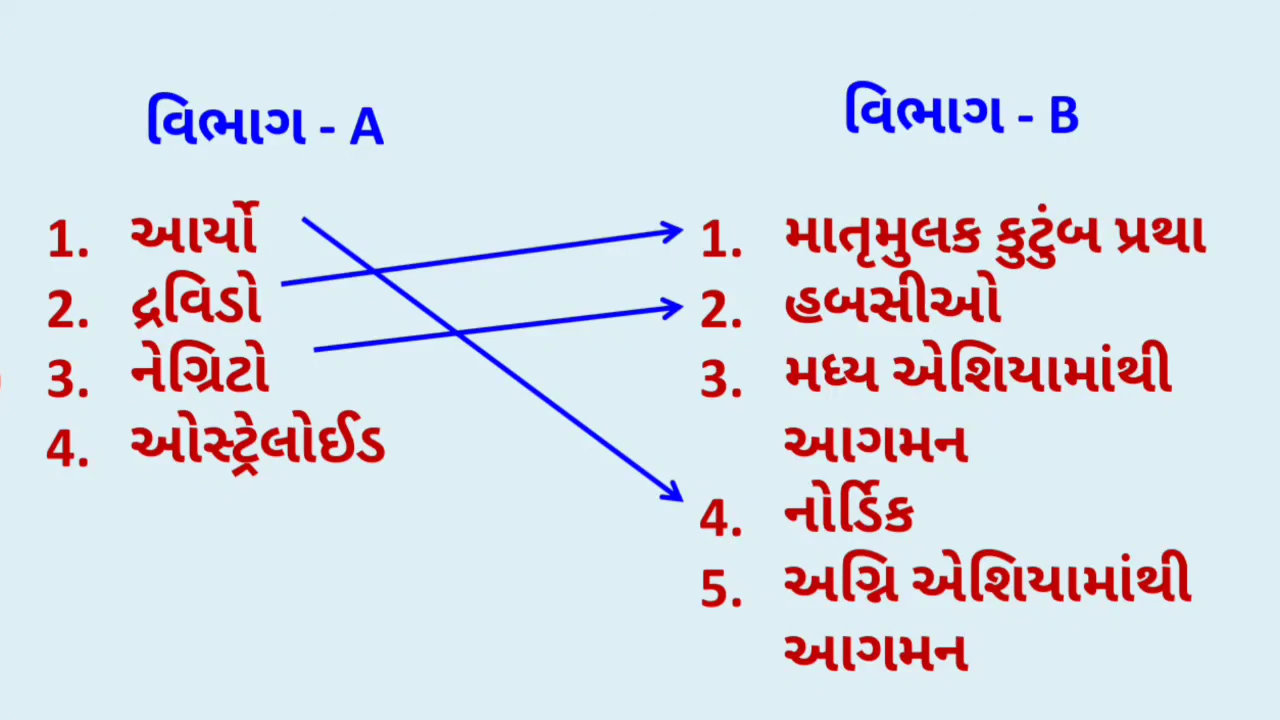 વિભાગ - A
1. આર્યો
2. દ્રવિડો
3. નેગ્રિટો
4. ઓસ્ટ્રેલોઈડ
વિભાગ - B
1. માતૃમુલક કુટુંબ પ્રથા
2. હબસીઓ
3. મધ્ય એશિયામાંથી
આગમન
4. નોર્ડિક
5. અગ્નિ એશિયામાંથી
આગમન